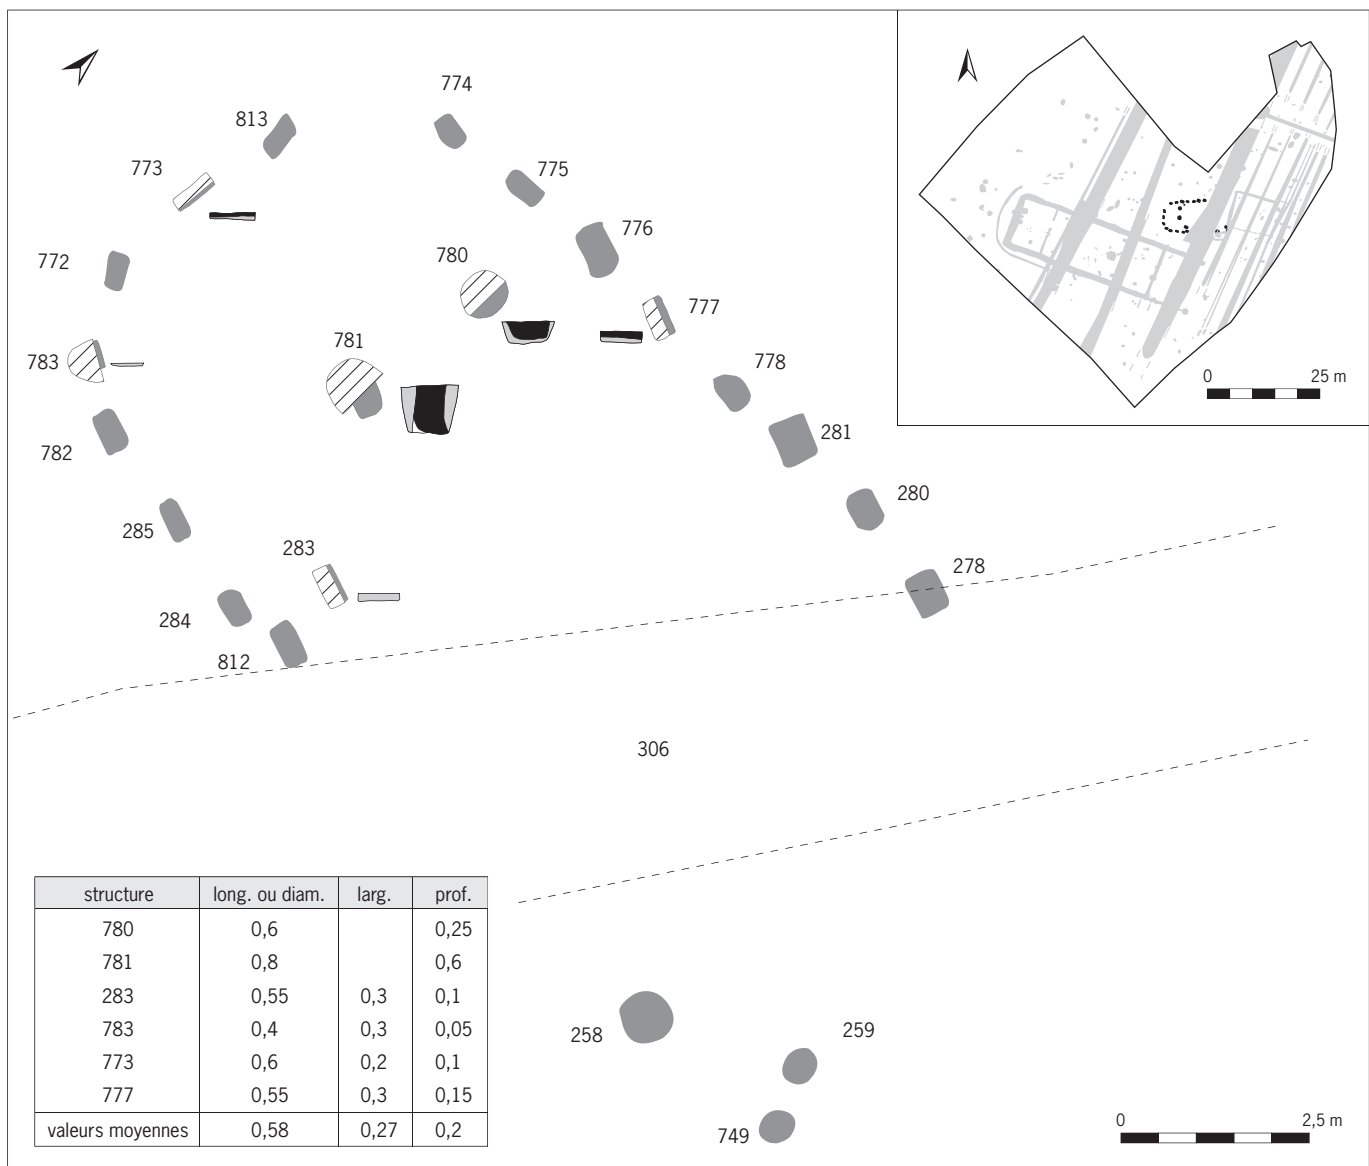 774
813
773
775
772
776
780
777
781
783
778
782
281
285
280
283
278
284
812
306
258
259
749
0 25 m
structure long. ou diam. larg. prof.
780 0,6 0,25
781 0,8 0,6
283 0,55 0,3 0,1
783 0,4 0,3 0,05
773 0,6 0,2 0,1
777 0,55 0,3 0,15
valeurs moyennes 0,58 0,27 0,2
0 2,5 m